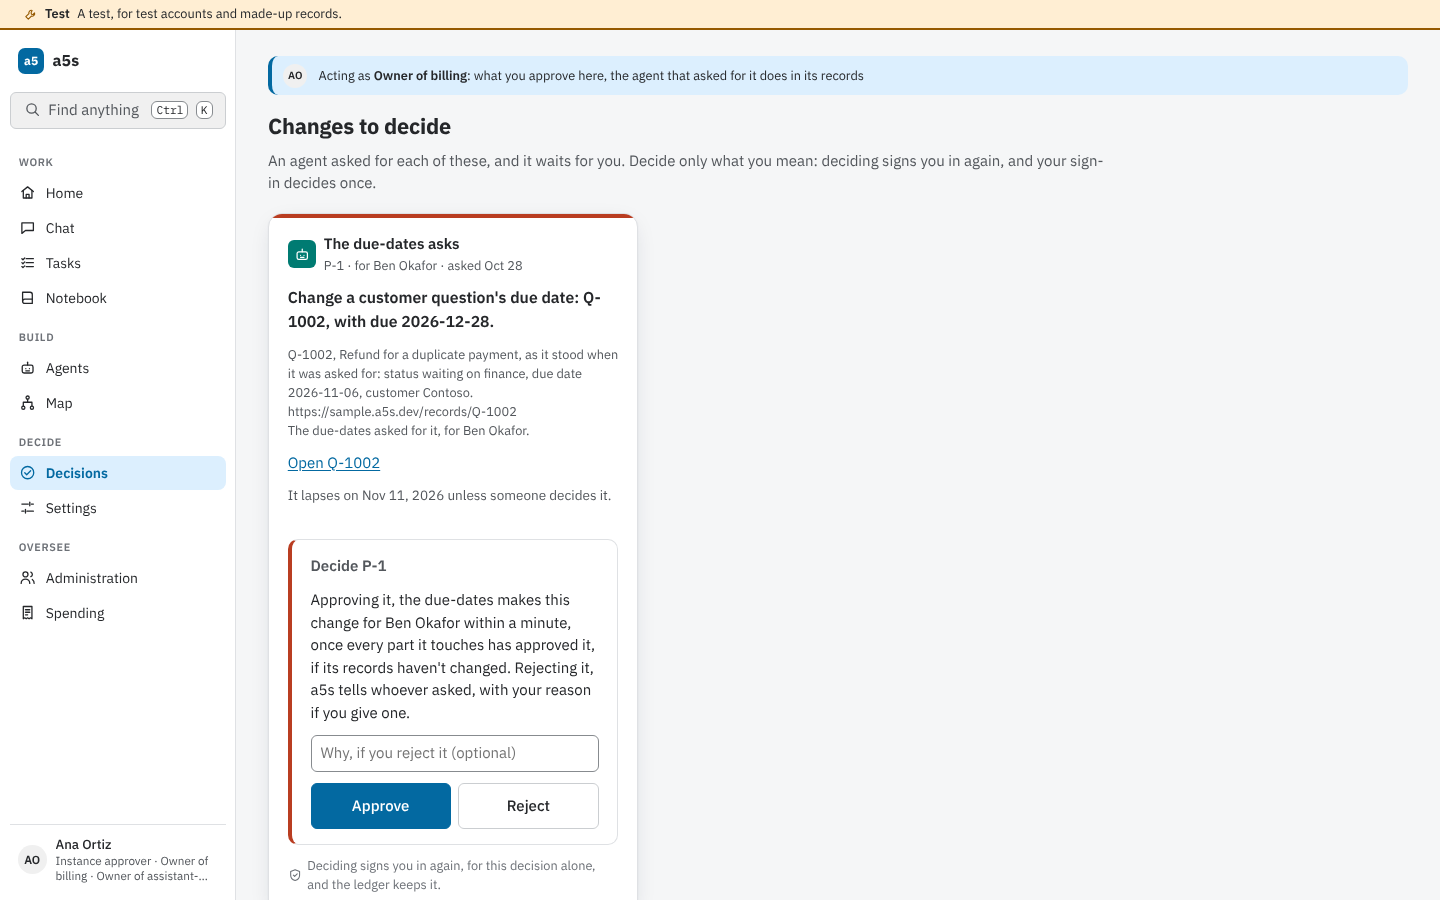 Test A test, for test accounts and made-up records.
a5 a5s
Find anything Ctrl K
WORK
Home
Chat
Tasks
Notebook
BUILD
Agents
Map
DECIDE
Decisions
Settings
OVERSEE
Administration
Spending
AO Ana Ortiz
Instance approver · Owner of
billing · Owner of assistant-...
AO Acting as Owner of billing: what you approve here, the agent that asked for it does in its records
Changes to decide
An agent asked for each of these, and it waits for you. Decide only what you mean: deciding signs you in again, and your sign-
in decides once.
The due-dates asks
P-1 · for Ben Okafor · asked Oct 28
Change a customer question's due date: Q-
1002, with due 2026-12-28.
Q-1002, Refund for a duplicate payment, as it stood when
it was asked for: status waiting on finance, due date
2026-11-06, customer Contoso.
https://sample.a5s.dev/records/Q-1002
The due-dates asked for it, for Ben Okafor.
Open Q-1002
It lapses on Nov 11, 2026 unless someone decides it.
Decide P-1
Approving it, the due-dates makes this
change for Ben Okafor within a minute,
once every part it touches has approved it,
if its records haven't changed. Rejecting it,
a5s tells whoever asked, with your reason
if you give one.
Why, if you reject it (optional)
Approve Reject
Deciding signs you in again, for this decision alone,
and the ledger keeps it.